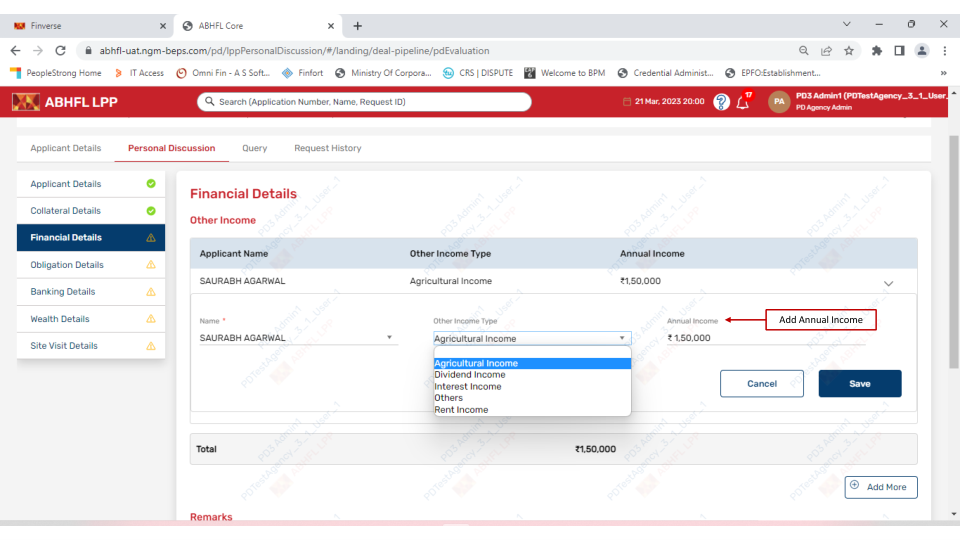 Finverse
ABHFL Core
abhfl-uat.ngm-beps.com/pd/lppPersonalDiscussion/#/landing/deal-pipeline/pdEvaluation
PeopleStrong Home IT Access Omni Fin - A S Soft... Finfort Ministry Of Corpora... CRS | DISPUTE Welcome to BPM Credential Administ... EPFO:Establishment... »
ABHFL LPP
Search (Application Number, Name, Request ID)
21 Mar, 2023 20:00
17
PA
PD3 Admin1 (PDTestAgency_3_1_User_
PD Agency Admin
Applicant Details Personal Discussion Query Request History
Applicant Details
Collateral Details
Financial Details
Obligation Details
Banking Details
Wealth Details
Site Visit Details
Financial Details
Other Income
Applicant Name Other Income Type Annual Income
SAURABH AGARWAL Agricultural Income ₹1,50,000
Name * Other Income Type Annual Income
Add Annual Income
SAURABH AGARWAL Agricultural Income ₹ 1,50,000
Agricultural Income
Dividend Income
Interest Income
Others
Rent Income
Cancel Save
Total ₹1,50,000
Add More
Remarks